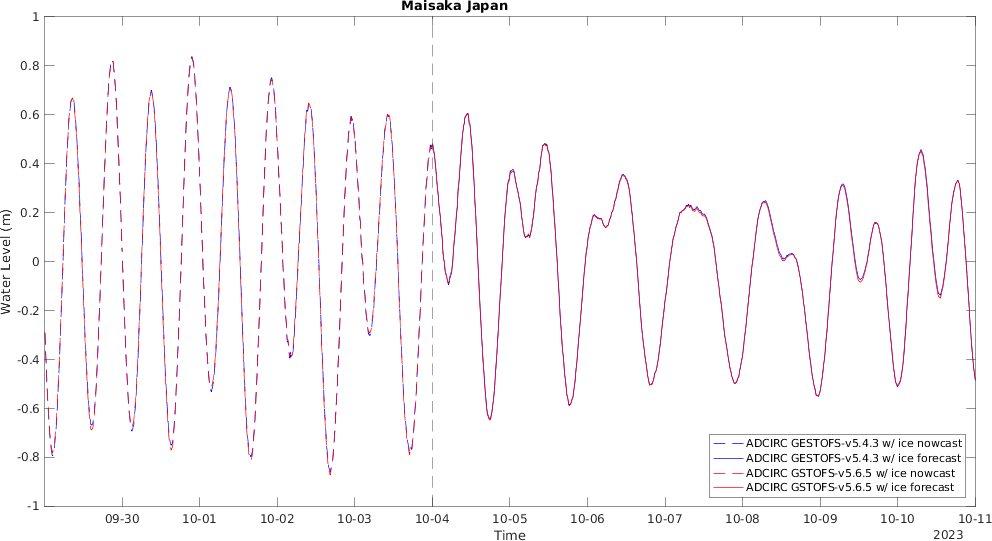 Maisaka Japan
Water Level (m)
1
0.8
0.6
0.4
0.2
0
-0.2
-0.4
-0.6
-0.8
-1
ADCIRC GESTOFS-v5.4.3 w/ ice nowcast
ADCIRC GESTOFS-v5.4.3 w/ ice forecast
ADCIRC GSTOFS-v5.6.5 w/ ice nowcast
ADCIRC GSTOFS-v5.6.5 w/ ice forecast
09-30 10-01 10-02 10-03 10-04 10-05 10-06 10-07 10-08 10-09 10-10 10-11
Time
2023